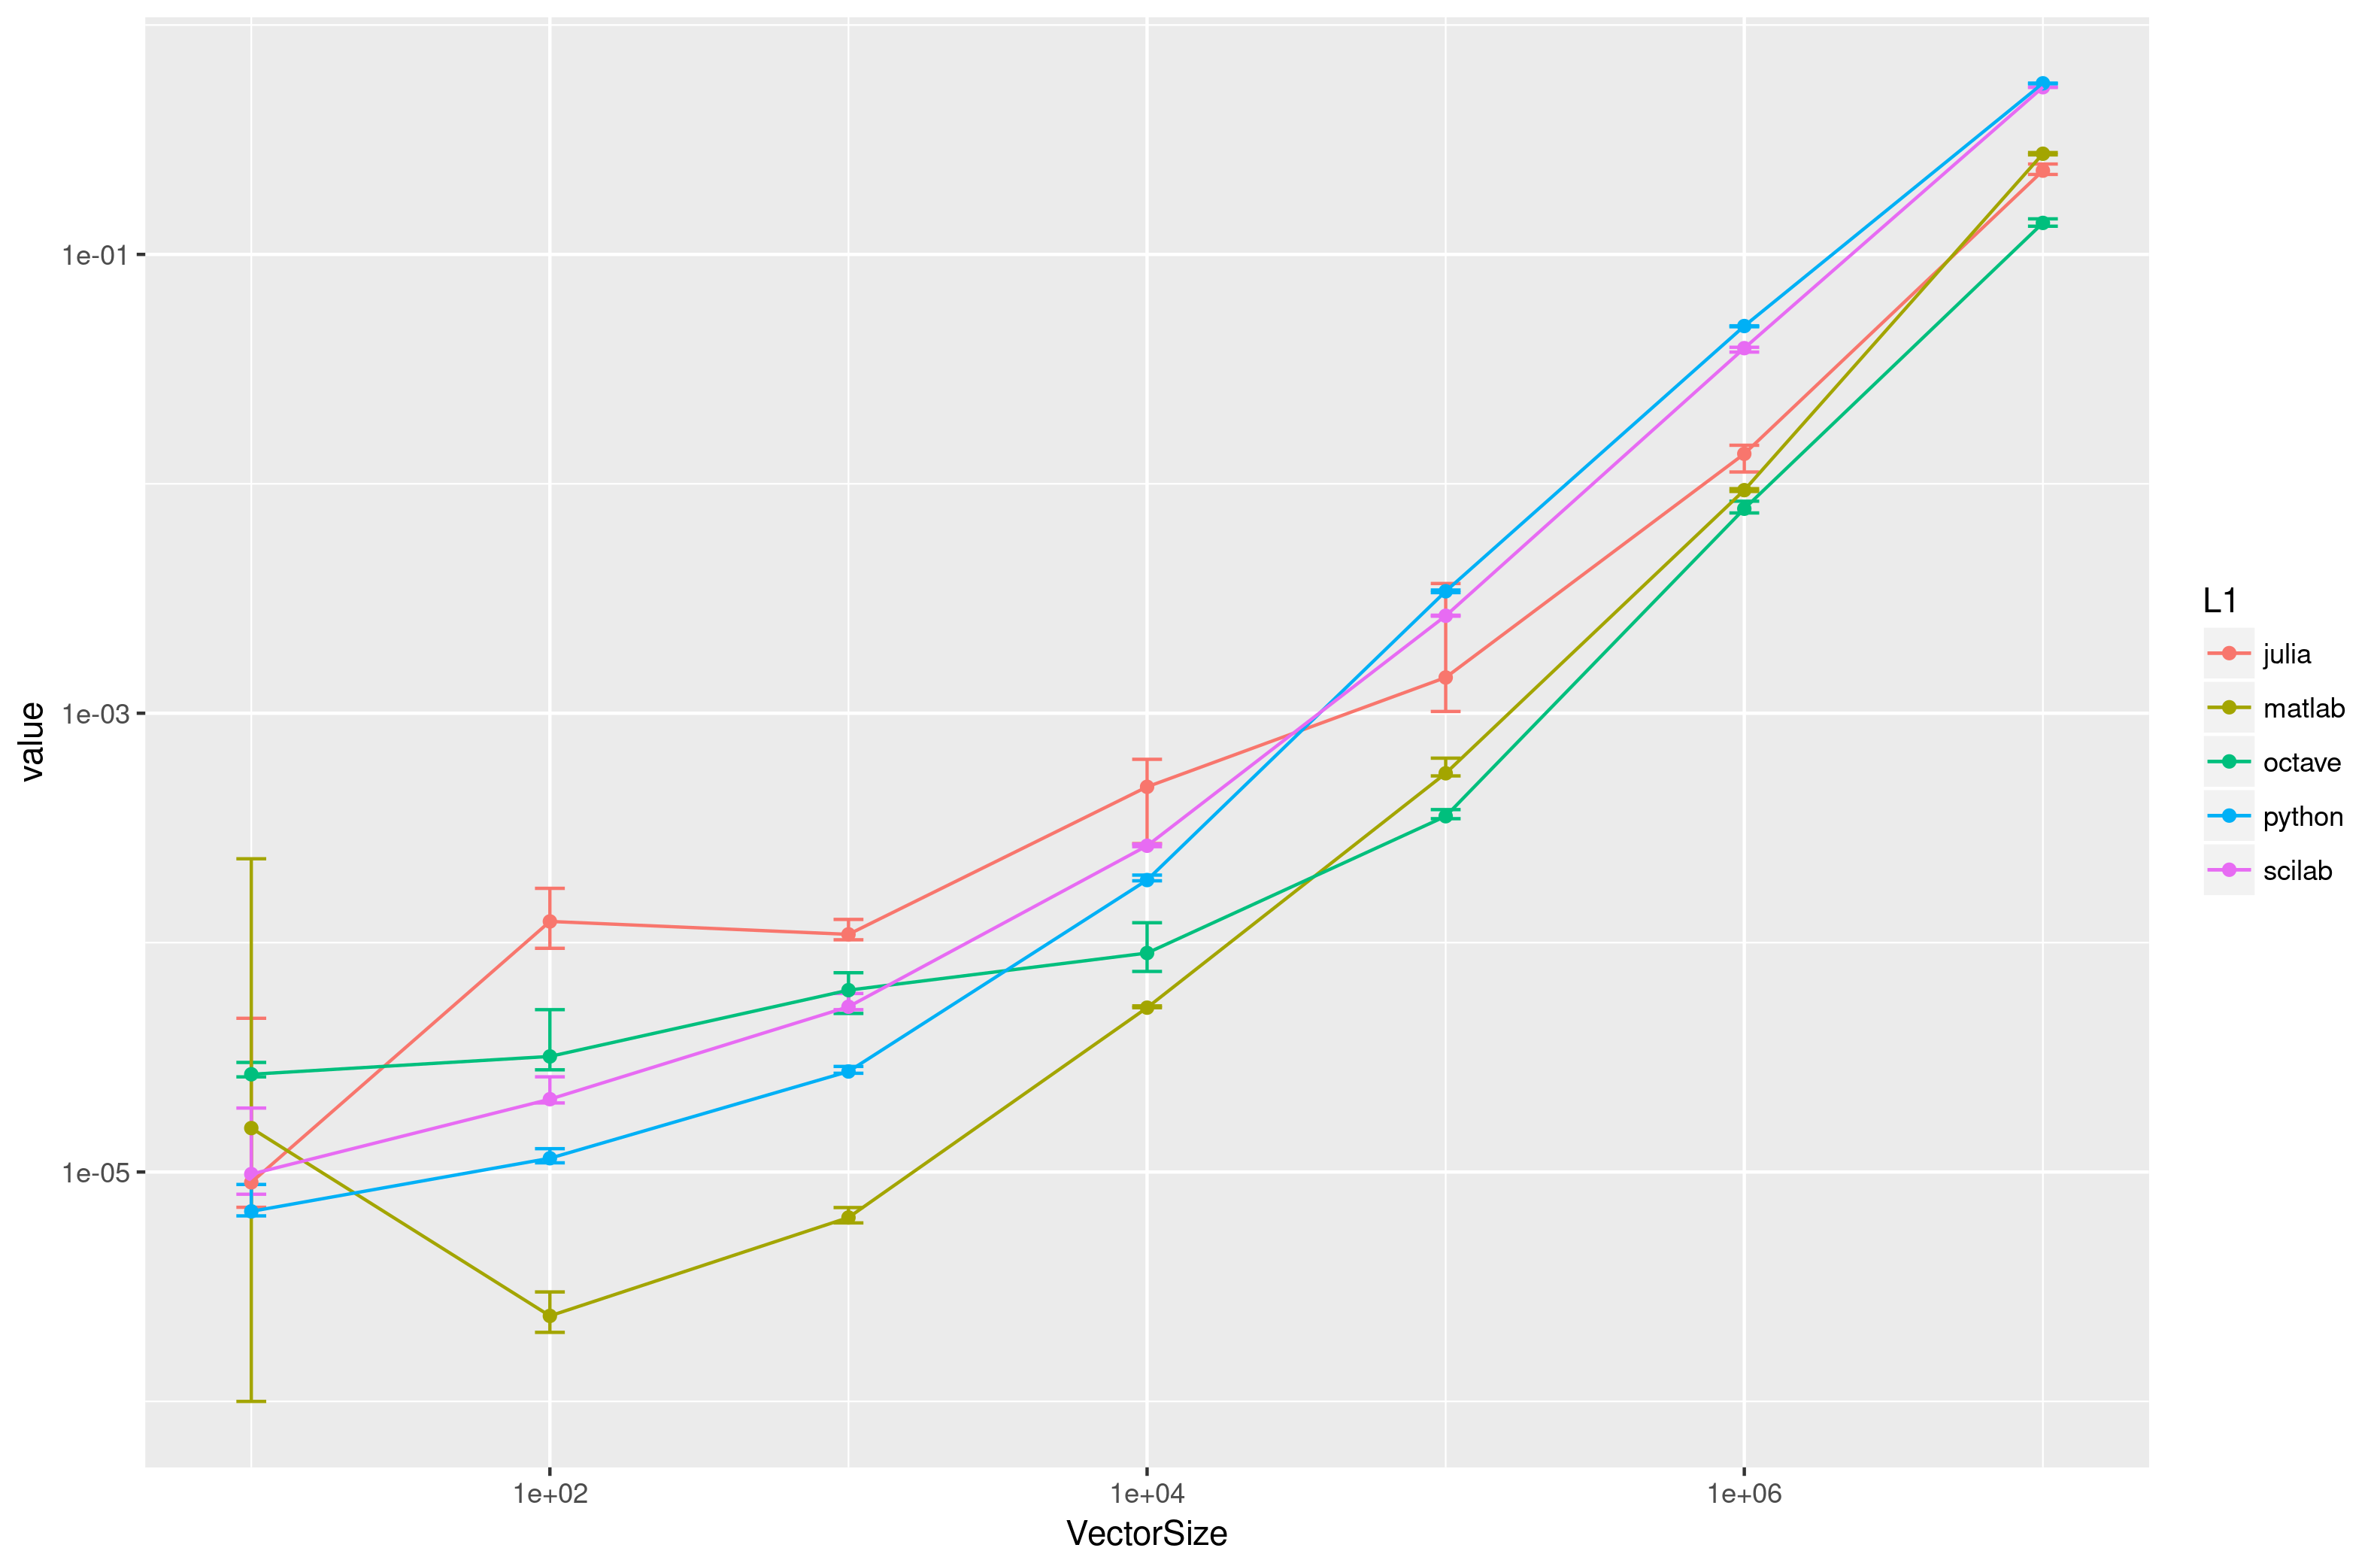 value
1e-01
1e-03
1e-05
1e+02
1e+04
1e+06
VectorSize
L1
julia
matlab
octave
python
scilab